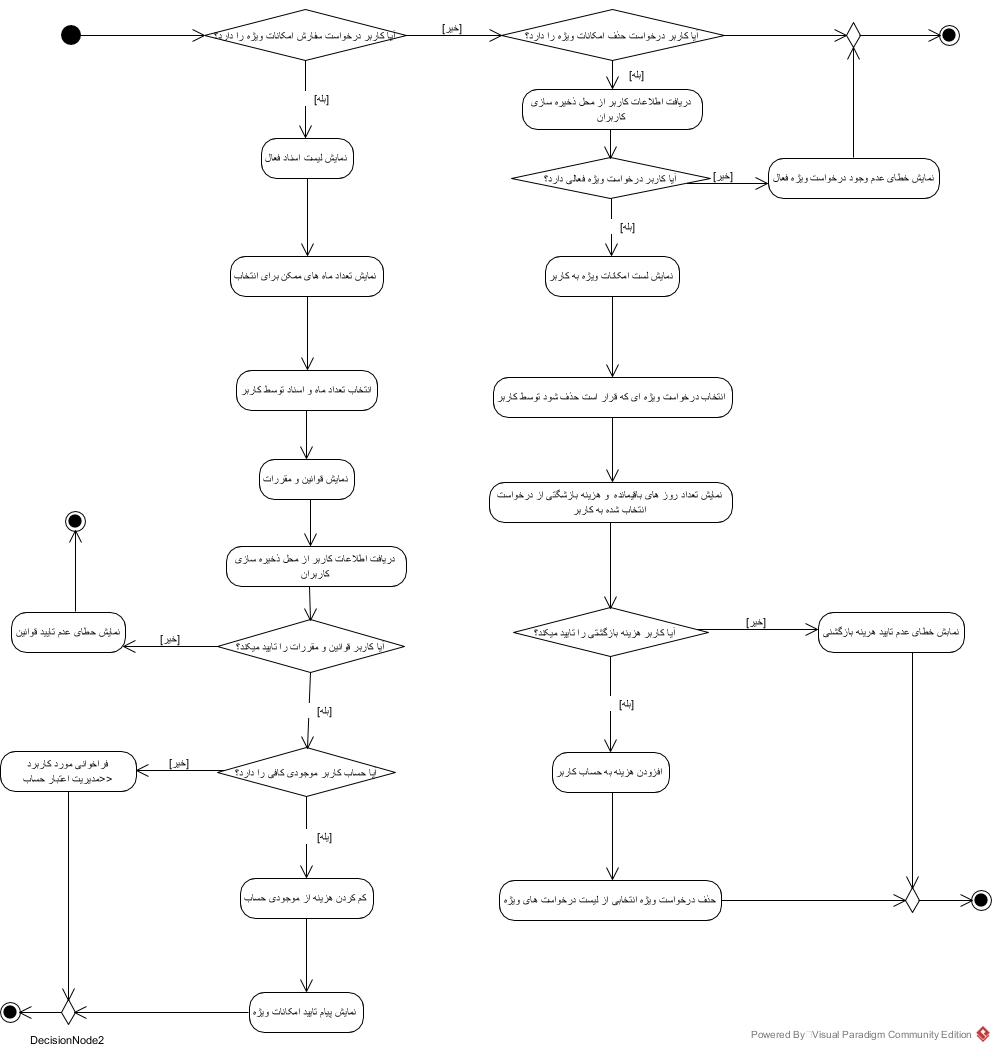 آیا کاربر درخواست سفارش امکانات ویژه را دارد؟
[خیر]
ایا کاربر درخواست حذف امکانات ویژه را دارد؟
[بله]
[بله]
دریافت اطلاعات کاربر از محل ذخیره سازی
کاربران
نمایش لیست اسناد فعال
ایا کاربر درخواست ویژه فعالی دارد؟
[خیر]
نمایش خطای عدم وجود درخواست ویژه فعال
[بله]
نمایش تعداد ماه های ممکن برای انتخاب
نمایش لست امکانات ویژه به کاربر
انتخاب تعداد ماه و اسناد توسط کاربر
انتخاب درخواست ویژه ای که قرار است حذف شود توسط کاربر
نمایش قوانین و مقررات
نمایش تعداد روز های باقیمانده و هزینه بازشگتی از درخواست
انتخاب شده به کاربر
دریافت اطلاعات کاربر از محل ذخیره سازی
کاربران
نمایش حطای عدم تایید قوانین
[خیر]
ایا کاربر قوانین و مقررات را تایید میکند؟
آیا کاربر هزینه بازگشتی را تایید میکند؟
[خیر]
نمایش خطای عدم تایید هزینه بازگشتی
[بله]
[بله]
فراخوانی مورد کاربرد
<<مدیریت اعتبار حساب
[خیر]
ایا حساب کاربر موجودی کافی را دارد؟
افزودن هزینه به حساب کاربر
[بله]
کم کردن هزینه از موجودی حساب
حذف درخواست ویژه انتخابی از لیست درخواست های ویژه
نمایش پیام تایید امکانات ویژه
DecisionNode2
Powered By Visual Paradigm Community Edition